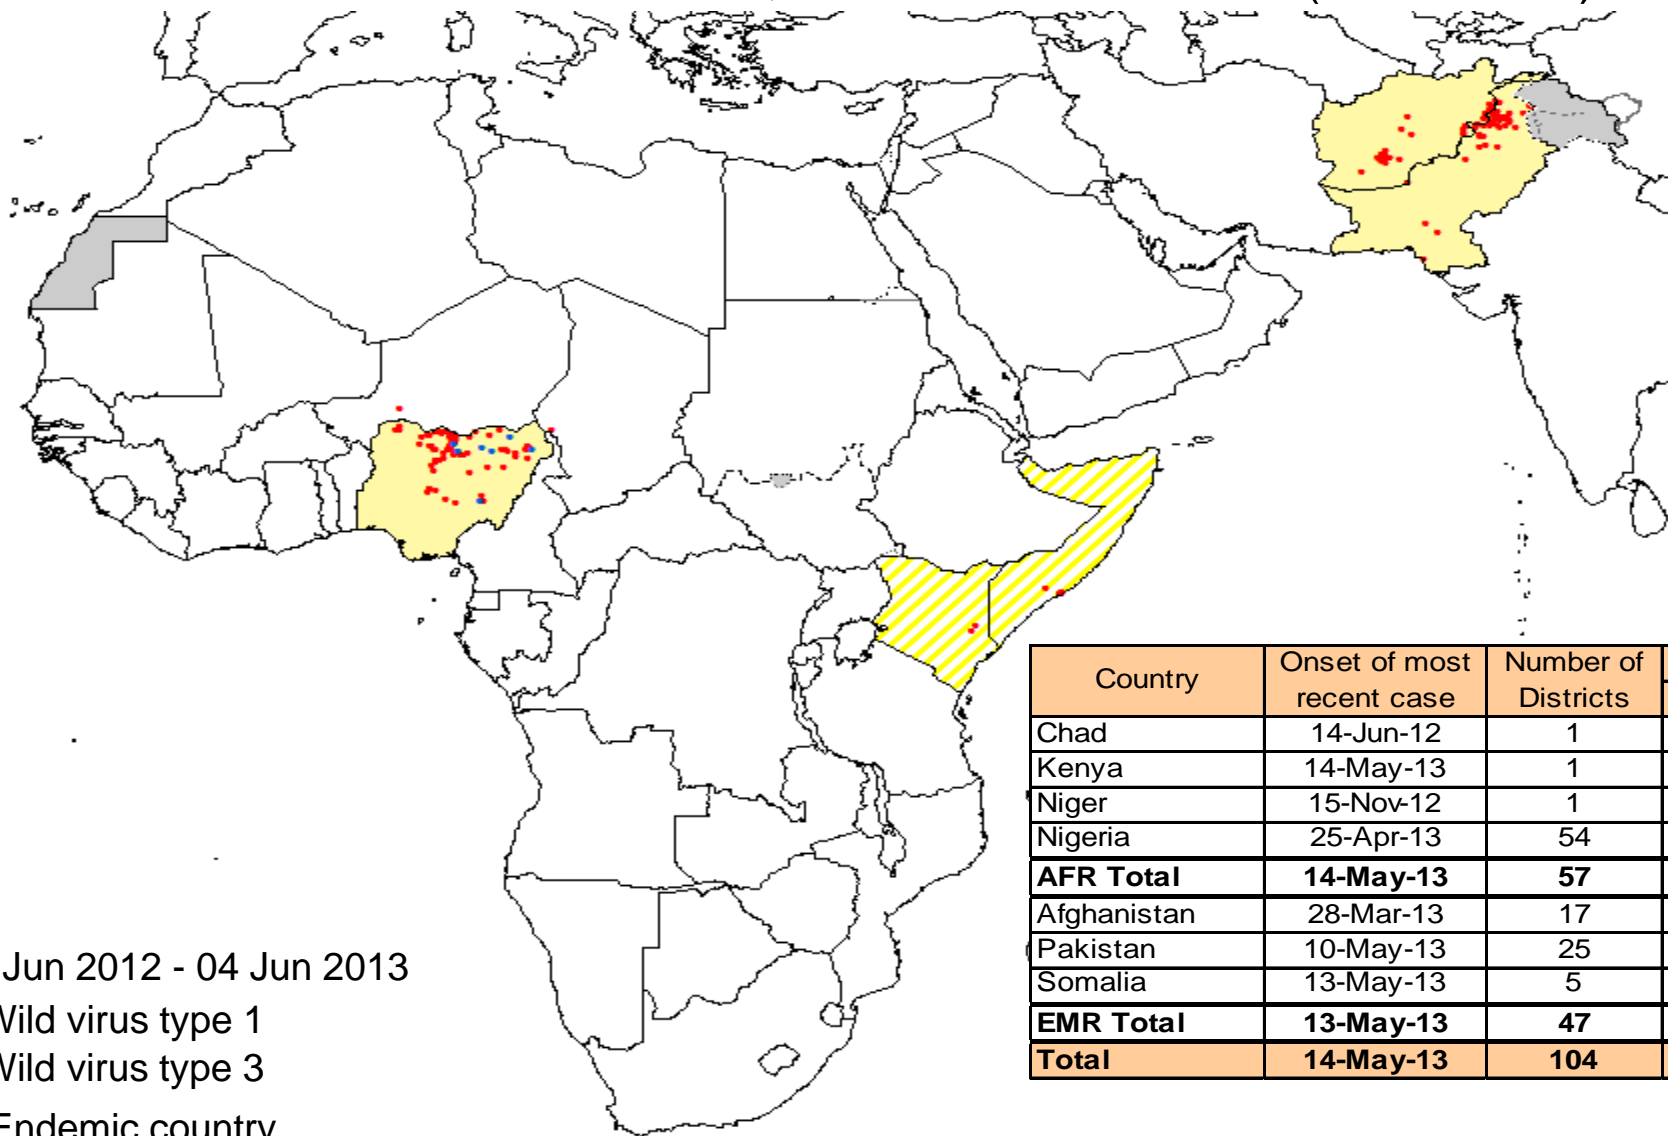 Country Onset of most recent case Number of Districts
Chad 14-Jun-12 1
Kenya 14-May-13 1
Niger 15-Nov-12 1
Nigeria 25-Apr-13 54
AFR Total 14-May-13 57
Afghanistan 28-Mar-13 17
Pakistan 10-May-13 25
Somalia 13-May-13 5
EMR Total 13-May-13 47
Total 14-May-13 104
Jun 2012 - 04 Jun 2013
Wild virus type 1
Wild virus type 3
Endemic country